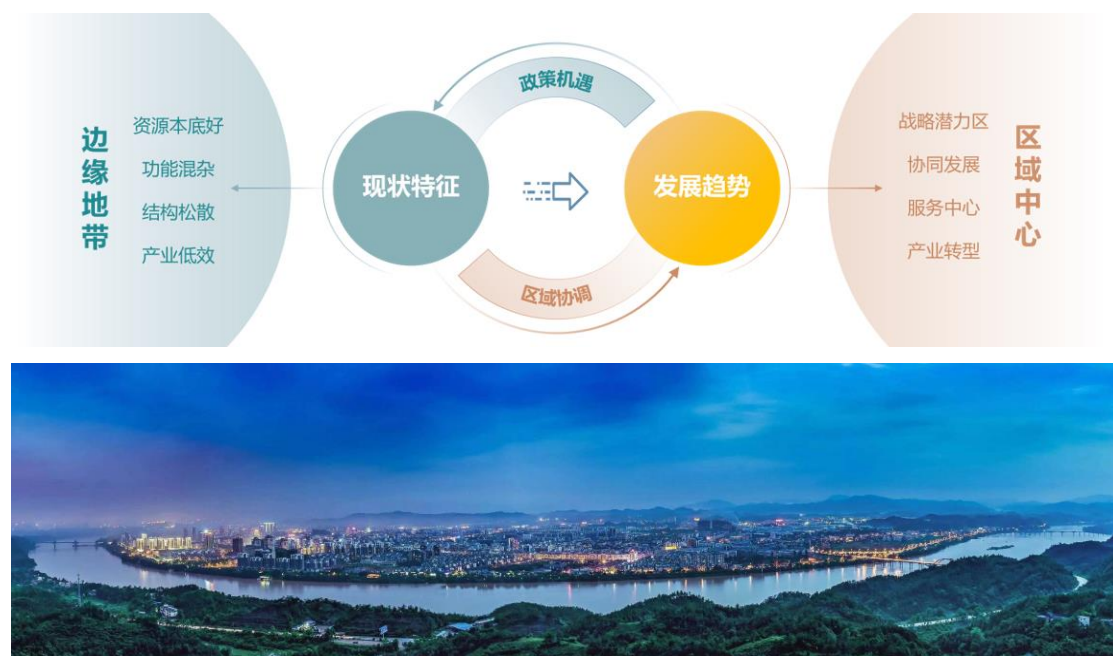 边缘地带
资源本底好
功能混杂
结构松散
产业低效
现状特征
政策机遇
区域协调
发展趋势
战略潜力区
协同发展
服务中心
产业转型
区域中心